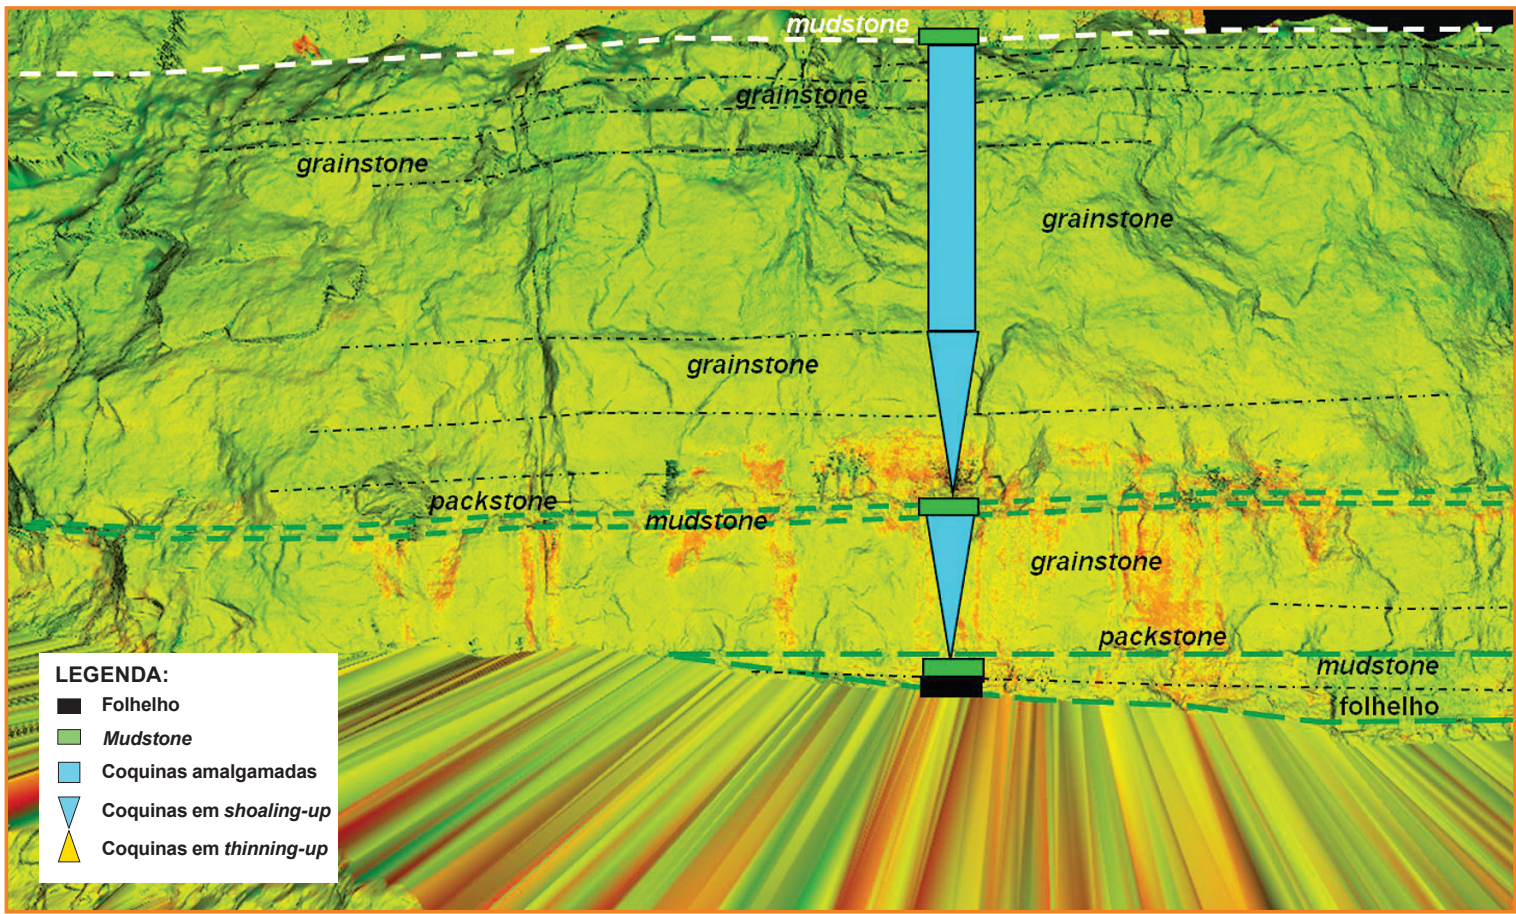 mudstone
grainstone
grainstone
grainstone
grainstone
packstone
mudstone
grainstone
packstone
mudstone
folhelho
LEGENDA:
Folhelho
Mudstone
Coquinas amalgamadas
Coquinas em shoaling-up
Coquinas em thinning-up